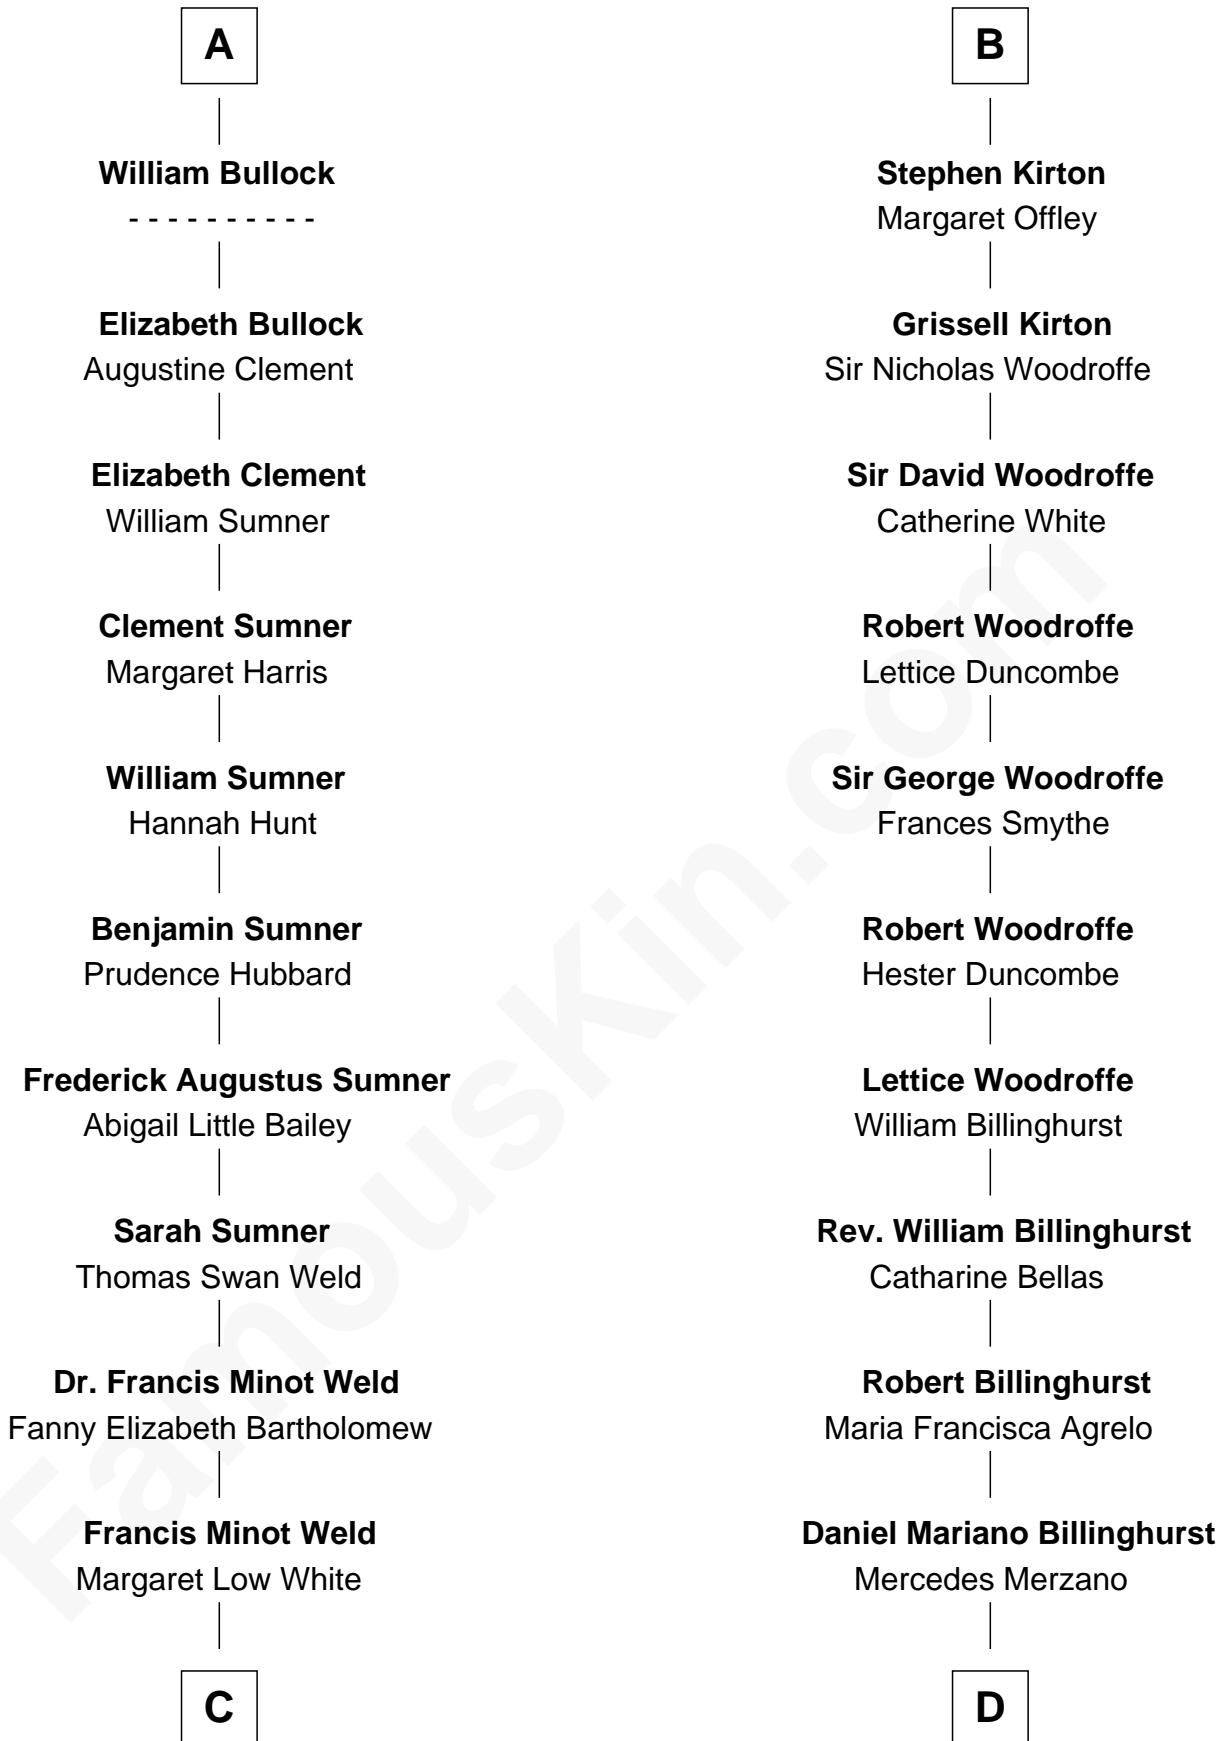 A
William Bullock
- - - - - - - - - -
Elizabeth Bullock
Augustine Clement
Elizabeth Clement
William Sumner
Clement Sumner
Margaret Harris
William Sumner
Hannah Hunt
Benjamin Sumner
Prudence Hubbard
Frederick Augustus Sumner
Abigail Little Bailey
Sarah Sumner
Thomas Swan Weld
Dr. Francis Minot Weld
Fanny Elizabeth Bartholomew
Francis Minot Weld
Margaret Low White
C
B
Stephen Kirton
Margaret Offley
Grissell Kirton
Sir Nicholas Woodroffe
Sir David Woodroffe
Catherine White
Robert Woodroffe
Lettice Duncombe
Sir George Woodroffe
Frances Smythe
Robert Woodroffe
Hester Duncombe
Lettice Woodroffe
William Billinghurst
Rev. William Billinghurst
Catharine Bellas
Robert Billinghurst
Maria Francisca Agrelo
Daniel Mariano Billinghurst
Mercedes Merzano
D
FamousKin.com